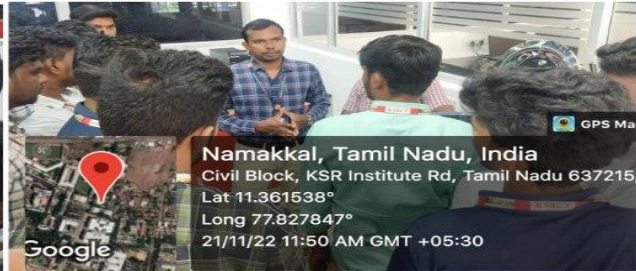 GPS Ma
Namakkal, Tamil Nadu, India
Civil Block, KSR Institute Rd, Tamil Nadu 637215,
Lat 11.361538°
Long 77.827847°
21/11/22 11:50 AM GMT +05:30
Google